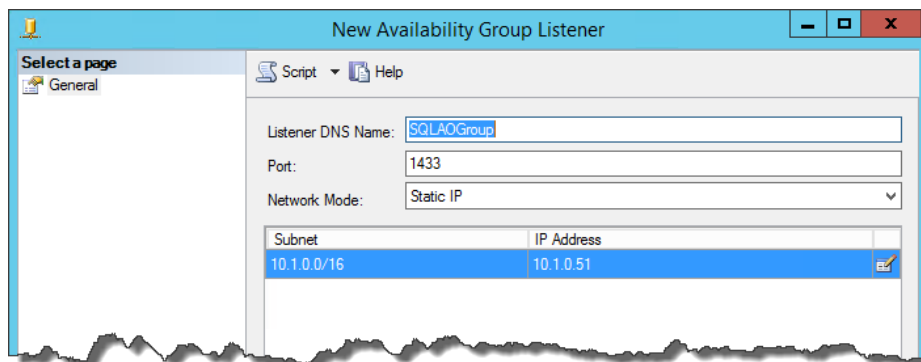 New Availability Group Listener
Select a page
General
Script Help
Listener DNS Name: SQLAOGroup
Port: 1433
Network Mode: Static IP
Subnet IP Address
10.1.0.0/16 10.1.0.51